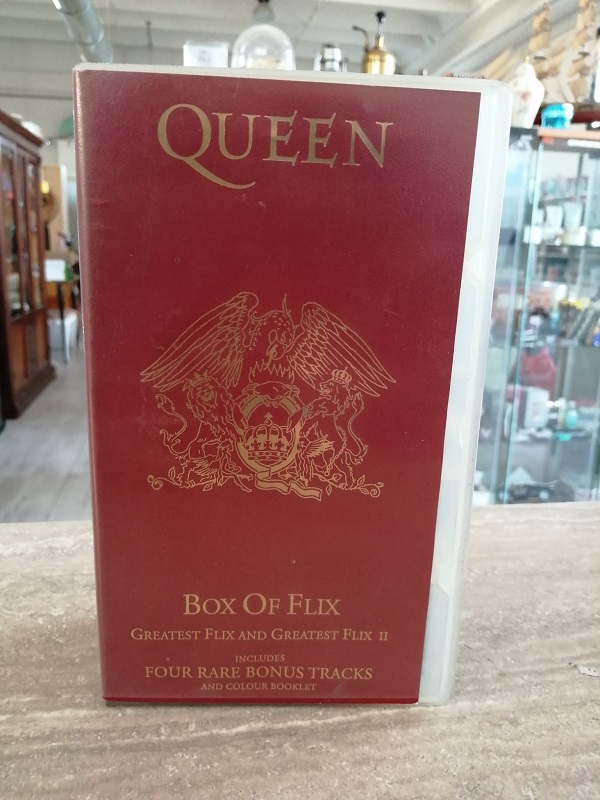 QUEEN
BOX OF FLIX
GREATEST FLIX AND GREATEST FLIX II
INCLUDES
FOUR RARE BONUS TRACKS
AND COLOUR BOOKLET